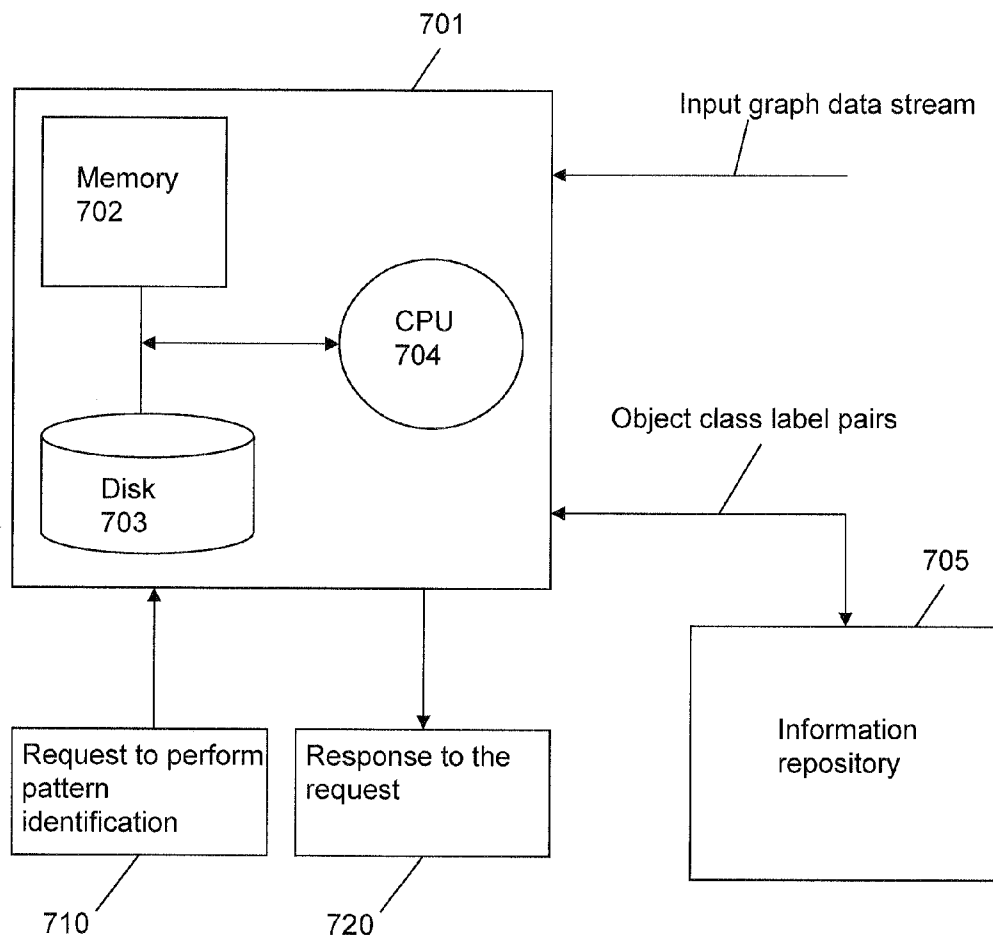 701
Input graph data stream
Memory
702
CPU
704
Object class label pairs
Disk
703
705
Request to perform
pattern
identification
Response to the
request
Information
repository
710
720